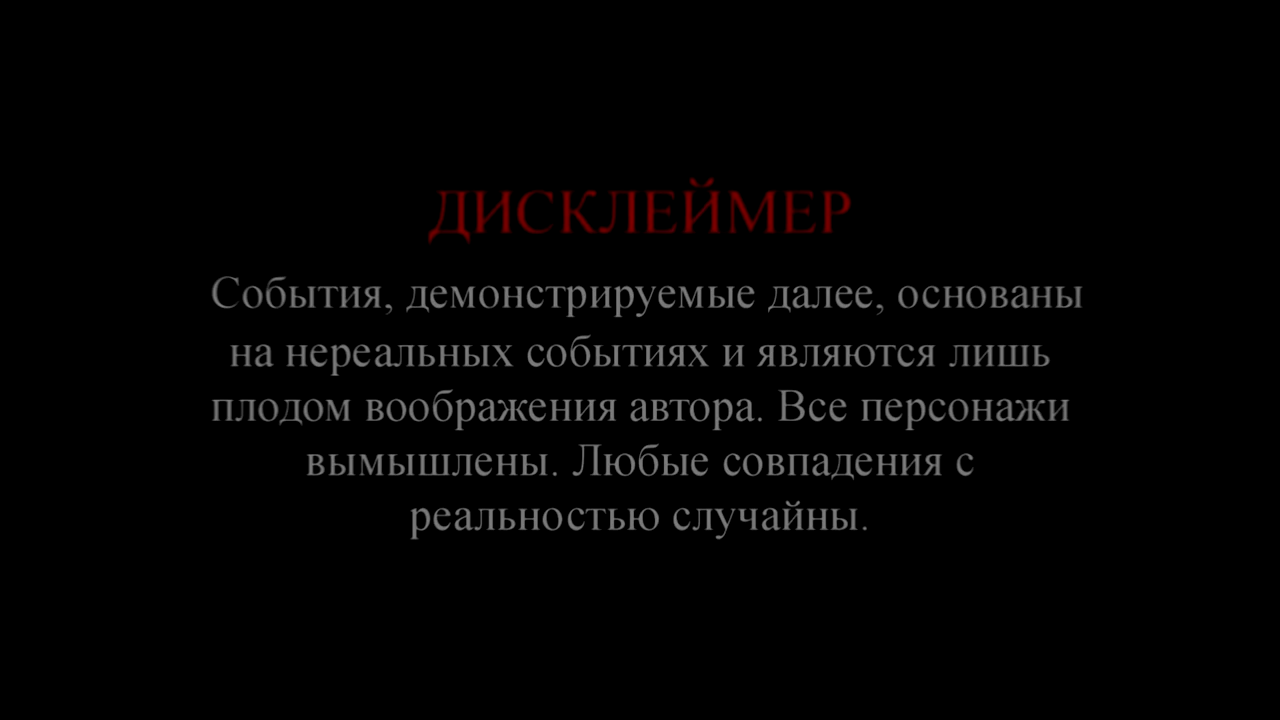 ДИСКЛЕЙМЕР
События, демонстрируемые далее, основаны
на нереальных событиях и являются лишь
плодом воображения автора. Все персонажи
вымышлены. Любые совпадения с
реальностью случайны.